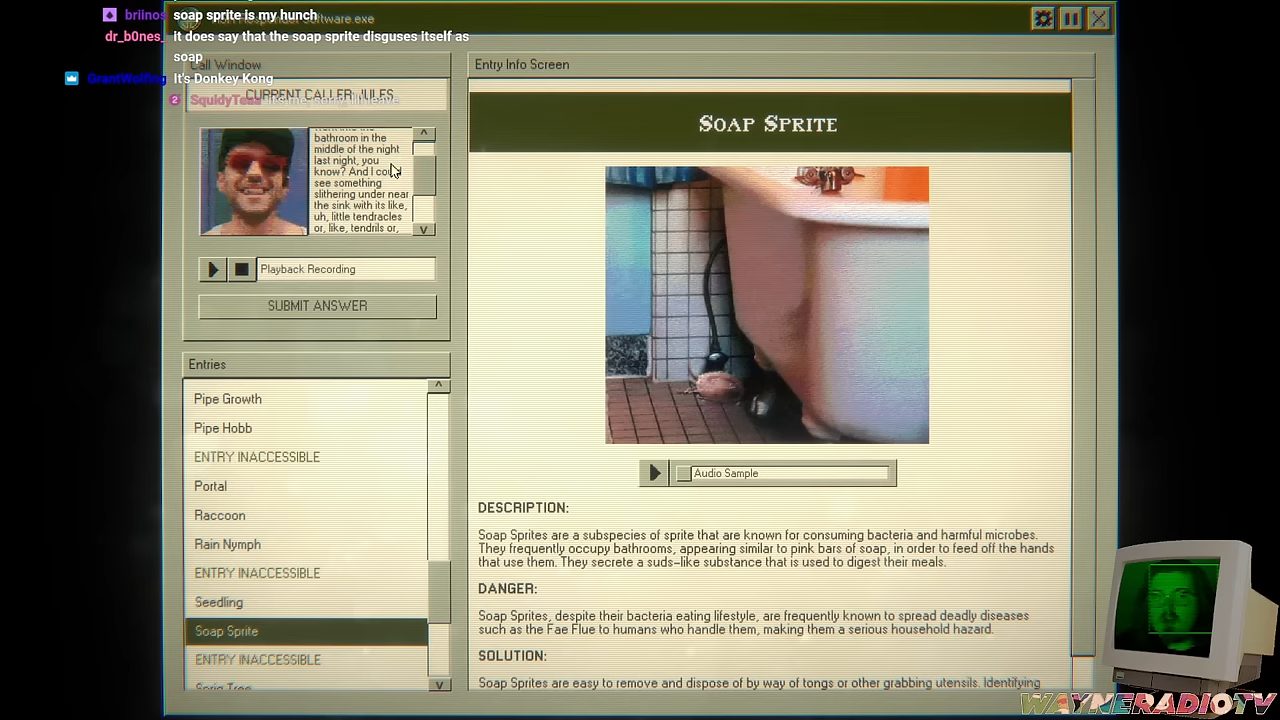 briinos soap sprite is my hunch
dr_b0nes_ it does say that the soap sprite disguses itself as
soap
GrantWolfing It's Donkey Kong
Software.exe
Call Window
CURRENT CALLER: JULES
bathroom in the
middle of the night
last night, you
know? And I could
see something
slithering under near
the sink with its like,
uh, little tendracles
or, like, tendrils or,
Playback Recording
SUBMIT ANSWER
Entries
Pipe Growth
Pipe Hobb
ENTRY INACCESSIBLE
Portal
Raccoon
Rain Nymph
ENTRY INACCESSIBLE
Seedling
Soap Sprite
ENTRY INACCESSIBLE
Sprig Tree
Entry Info Screen
Soap Sprite
Audio Sample
DESCRIPTION:
Soap Sprites are a subspecies of sprite that are known for consuming bacteria and harmful microbes.
They frequently occupy bathrooms, appearing similar to pink bars of soap, in order to feed off the hands
that use them. They secrete a suds-like substance that is used to digest their meals.
DANGER:
Soap Sprites, despite their bacteria eating lifestyle, are frequently known to spread deadly diseases
such as the Fae Flue to humans who handle them, making them a serious household hazard.
SOLUTION:
Soap Sprites are easy to remove and dispose of by way of tongs or other grabbing utensils. Identifying
WAYNERADIOTV